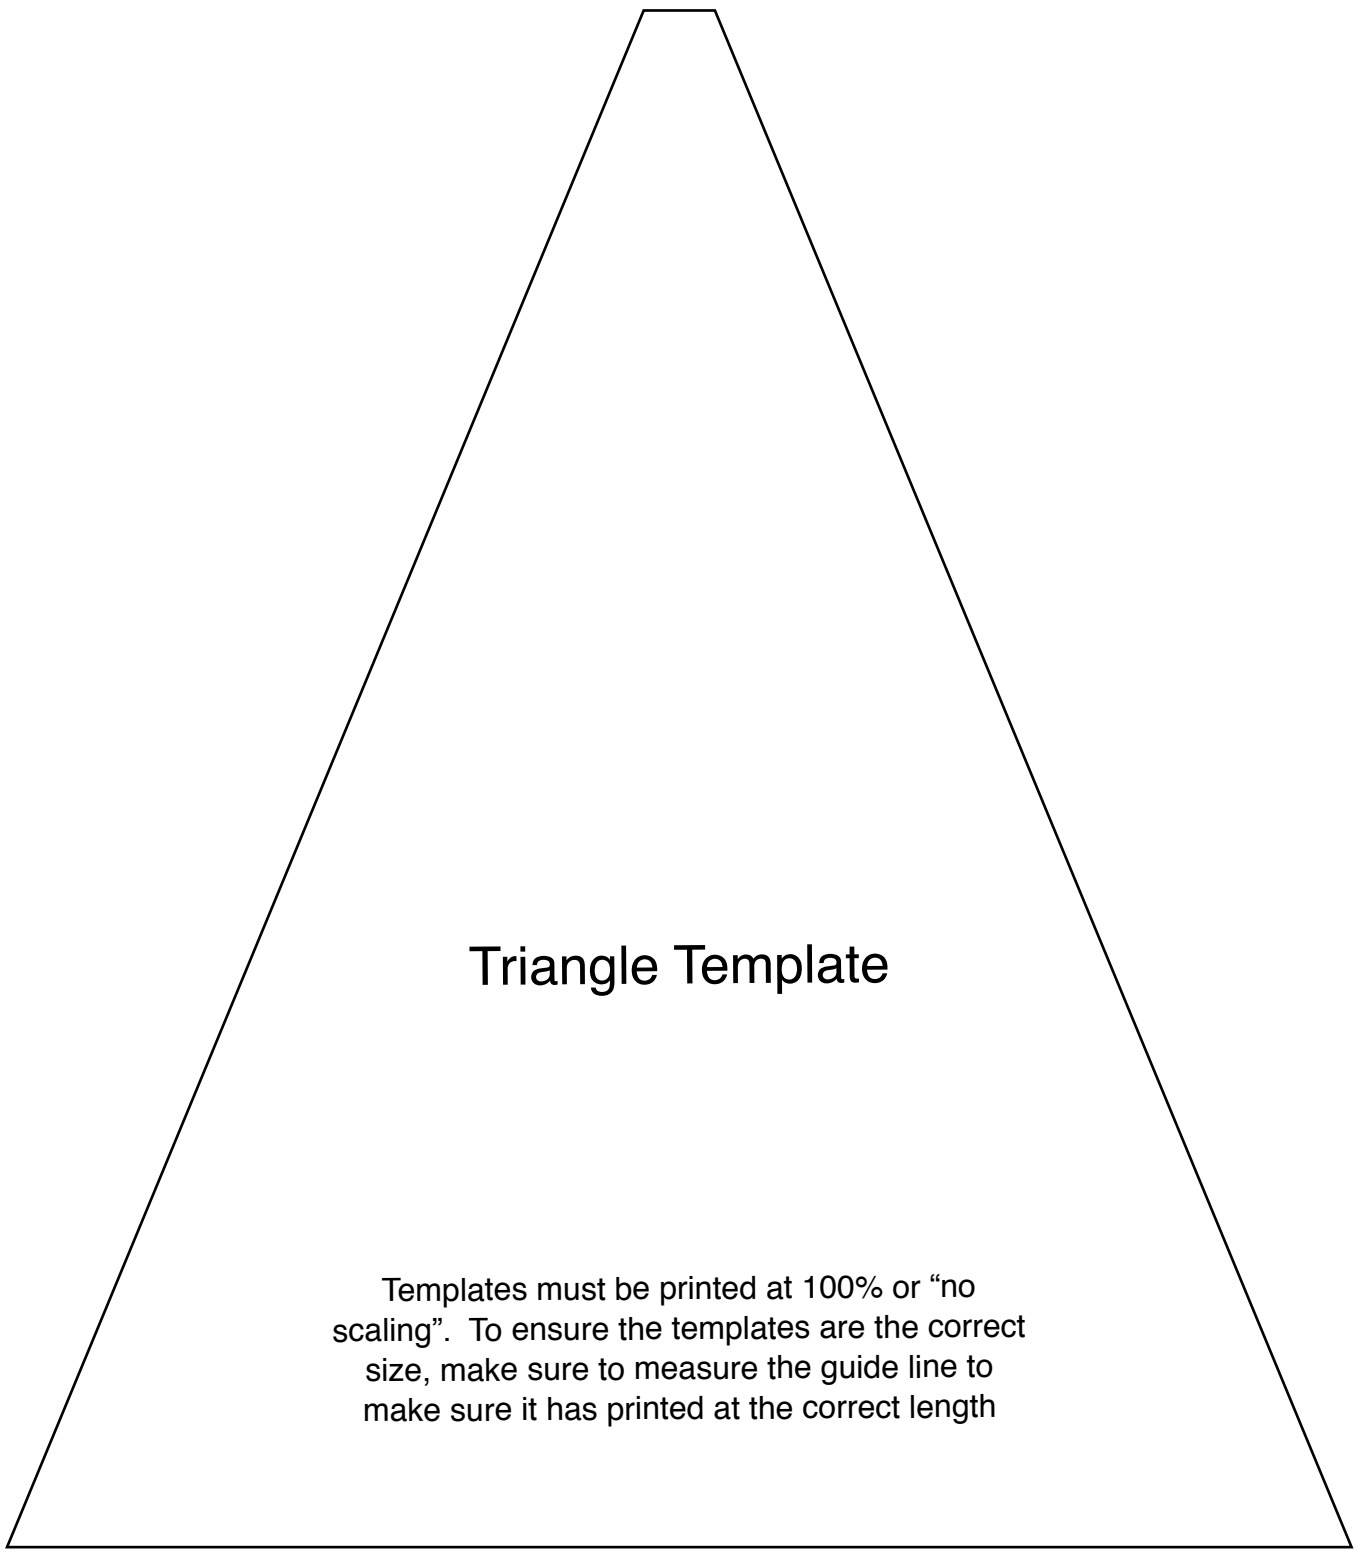 Triangle Template
Templates must be printed at 100% or “no
scaling”.  To ensure the templates are the correct
size, make sure to measure the guide line to
make sure it has printed at the correct length